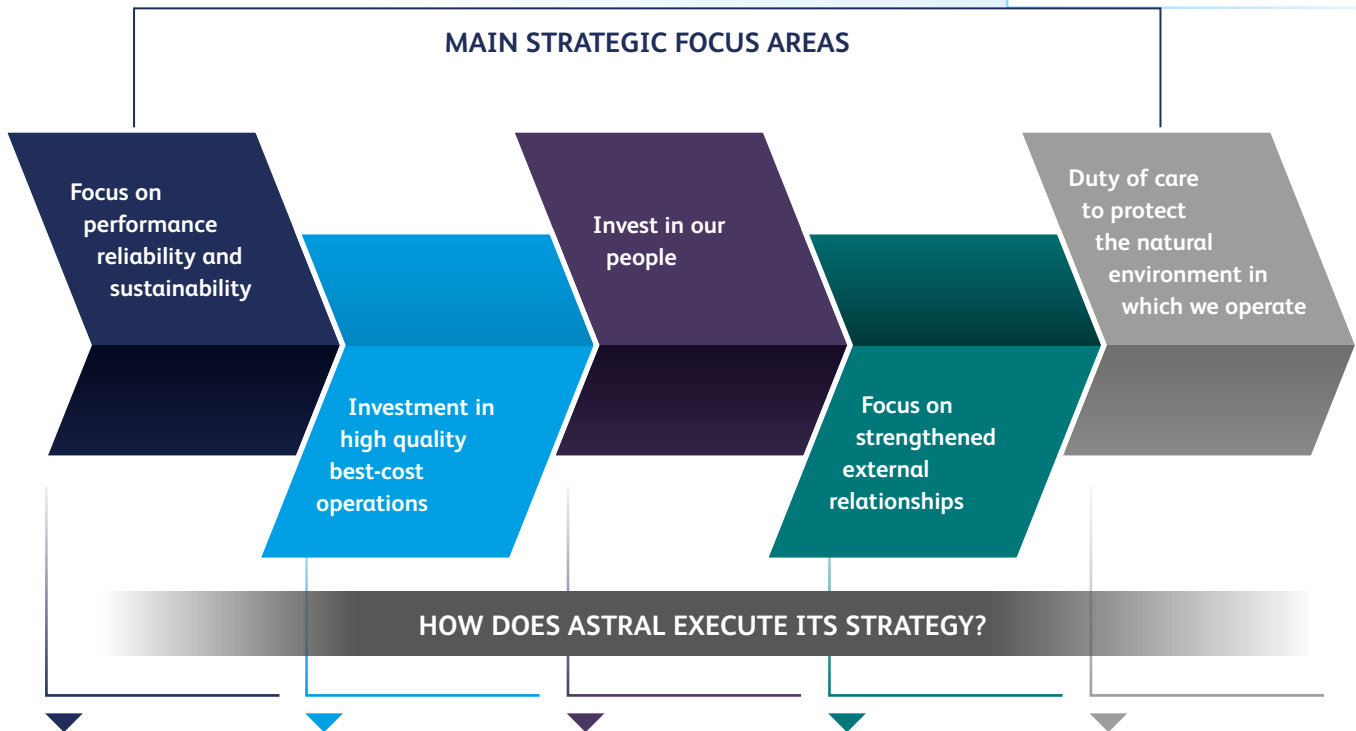 MAIN STRATEGIC FOCUS AREAS
Focus on
performance
reliability and
sustainability
Investment in
high quality
best-cost
operations
Invest in our
people
Focus on
strengthened
external
relationships
Duty of care
to protect
the natural
environment in
which we operate
HOW DOES ASTRAL EXECUTE ITS STRATEGY?